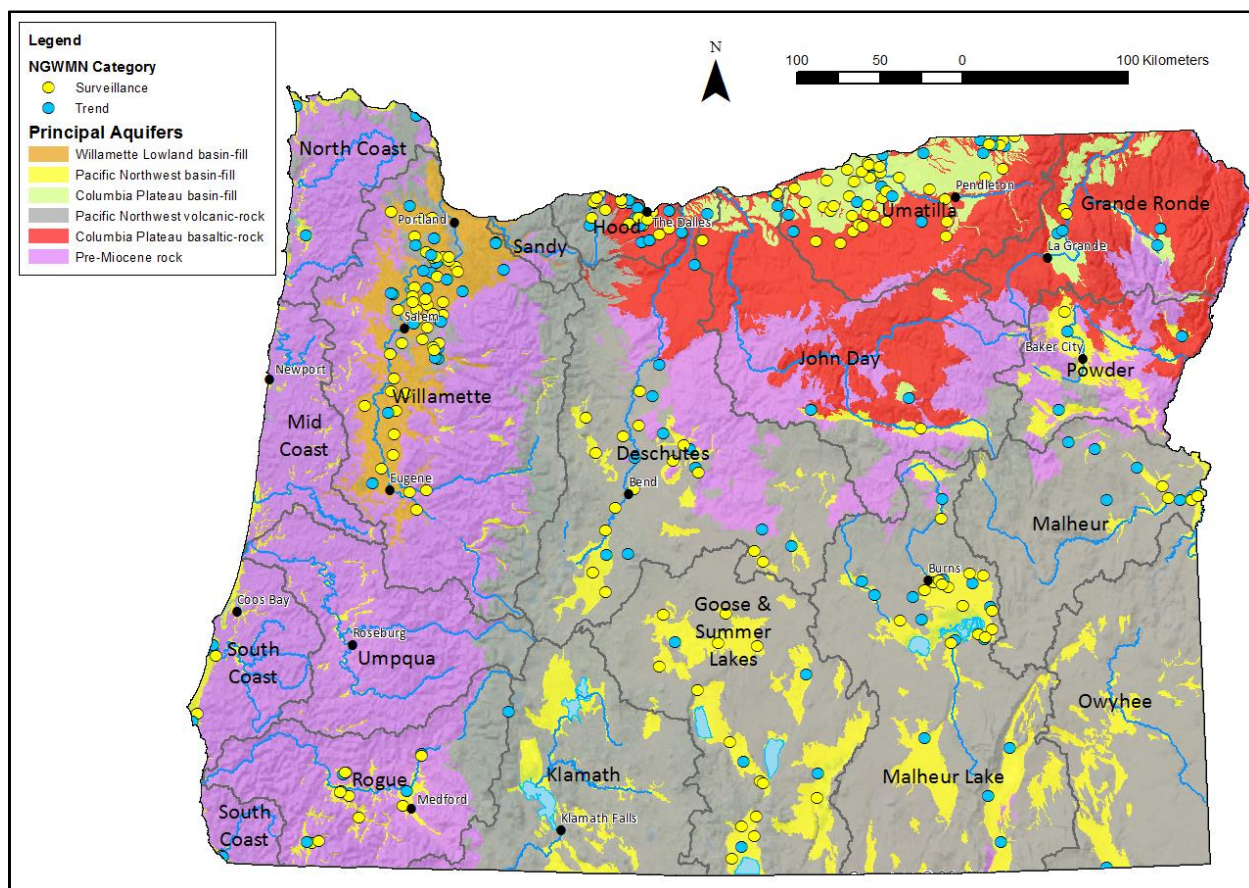 Legend
NGWMN Category
Surveillance
Trend
Principal Aquifers
Willamette Lowland basin-fill
Pacific Northwest basin-fill
Columbia Plateau basin-fill
Pacific Northwest volcanic-rock
Columbia Plateau basaltic-rock
Pre-Miocene rock
N
100 50 0 100 Kilometers
North Coast
Portland
Sandy
Hood
The Dalles
Umatilla
Pendleton
Grande Ronde
La Grande
Salem
Newport
Mid
Coast
Willamette
John Day
Baker City
Powder
Deschutes
Eugene
Bend
Malheur
Burns
Coos Bay
South
Coast
Roseburg
Umpqua
Goose &
Summer
Lakes
Owyhee
Rogue
Medford
Klamath
Klamath Falls
Malheur Lake
South
Coast